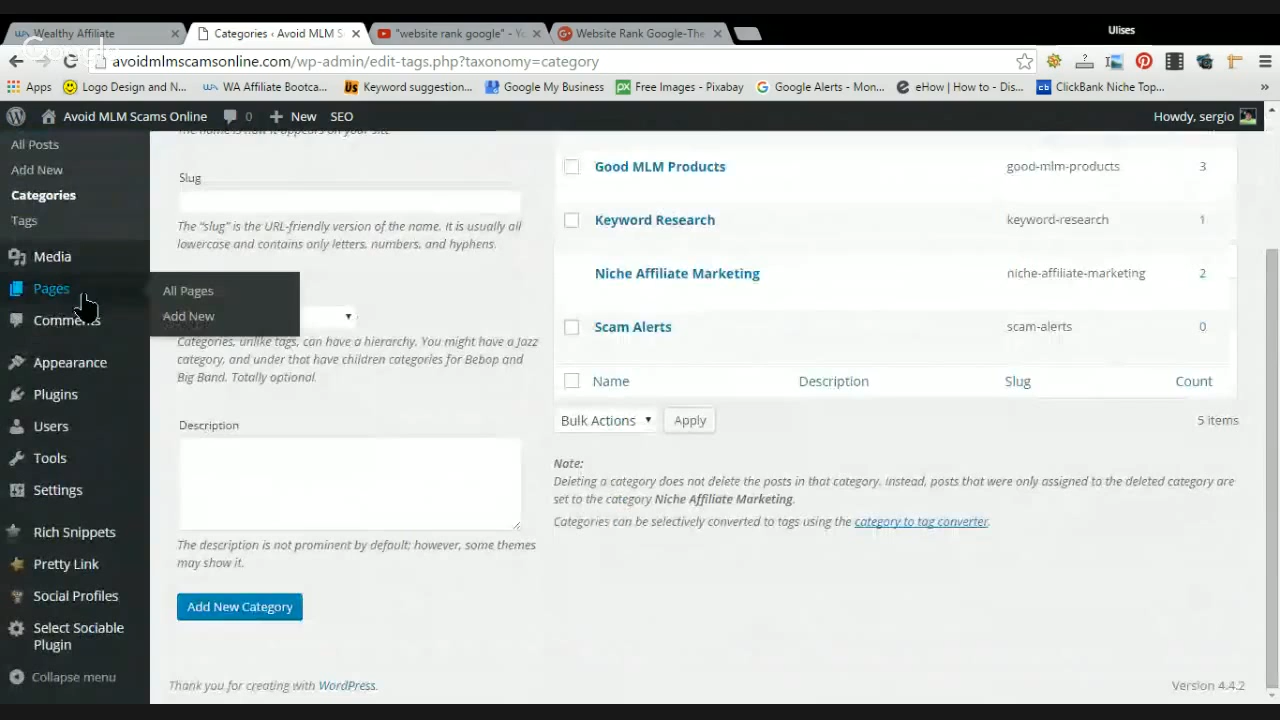 Ulises
Wealthy Affiliate
Categories ‹ Avoid MLM S
"website rank google" - Y
Website Rank Google-The
Google
avoidmlmscamsonline.com/wp-admin/edit-tags.php?taxonomy=category
Apps
Logo Design and N...
WA Affiliate Bootca...
Keyword suggestion...
Google My Business
Free Images - Pixabay
Google Alerts - Mon...
eHow | How to - Dis...
ClickBank Niche Top...
»
Avoid MLM Scams Online
0
New
SEO
Howdy, sergio
All Posts
Add New
Categories
Tags
Media
Pages
All Pages
Add New
Comments
Appearance
Plugins
Users
Tools
Settings
Rich Snippets
Pretty Link
Social Profiles
Select Sociable
Plugin
Collapse menu
The name is how it appears on your site.
Slug
The "slug" is the URL-friendly version of the name. It is usually all
lowercase and contains only letters, numbers, and hyphens.
Categories, unlike tags, can have a hierarchy. You might have a Jazz
category, and under that have children categories for Bebop and
Big Band. Totally optional.
Description
The description is not prominent by default; however, some themes
may show it.
Add New Category
Good MLM Products good-mlm-products 3
Keyword Research keyword-research 1
Niche Affiliate Marketing niche-affiliate-marketing 2
Scam Alerts scam-alerts 0
Name Description Slug Count
Bulk Actions Apply 5 items
Note:
Deleting a category does not delete the posts in that category. Instead, posts that were only assigned to the deleted category are
set to the category Niche Affiliate Marketing.
Categories can be selectively converted to tags using the category to tag converter.
Thank you for creating with WordPress.
Version 4.4.2